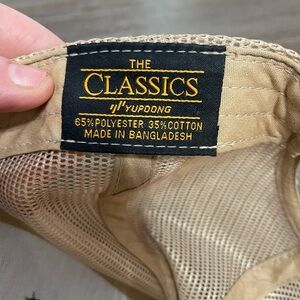 THE
CLASSICS
YUPOONG
65%POLYESTER 35%COTTON
MADE IN BANGLADESH